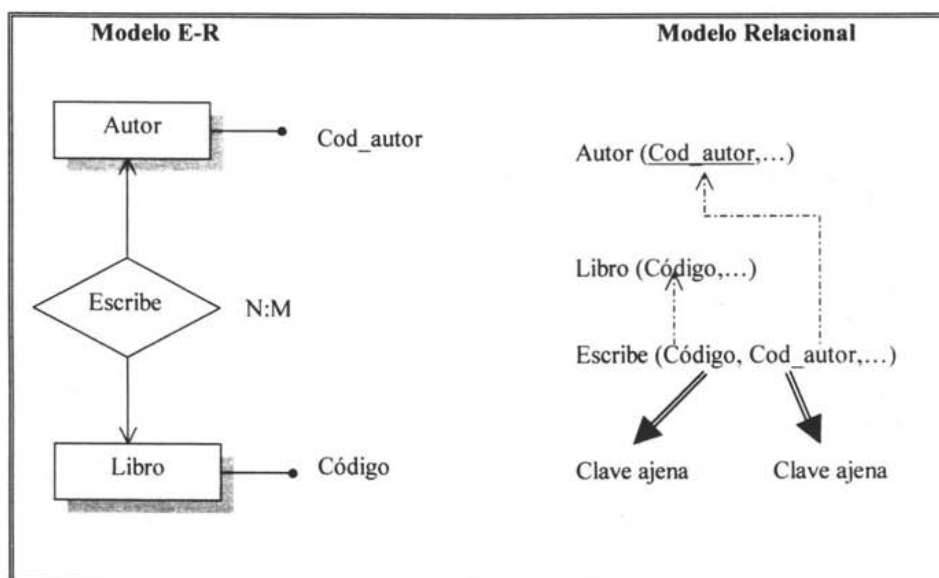 Modelo E-R
Modelo Relacional
Autor
Cod_autor
Autor (Cod_autor,...)
Libro (Código,...)
Escribe
N:M
Escribe (Código, Cod_autor,...)
Libro
Código
Clave ajena
Clave ajena